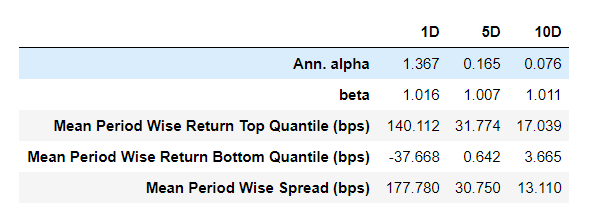 1D 5D 10D
Ann. alpha 1.367 0.165 0.076
beta 1.016 1.007 1.011
Mean Period Wise Return Top Quantile (bps) 140.112 31.774 17.039
Mean Period Wise Return Bottom Quantile (bps) -37.668 0.642 3.665
Mean Period Wise Spread (bps) 177.780 30.750 13.110